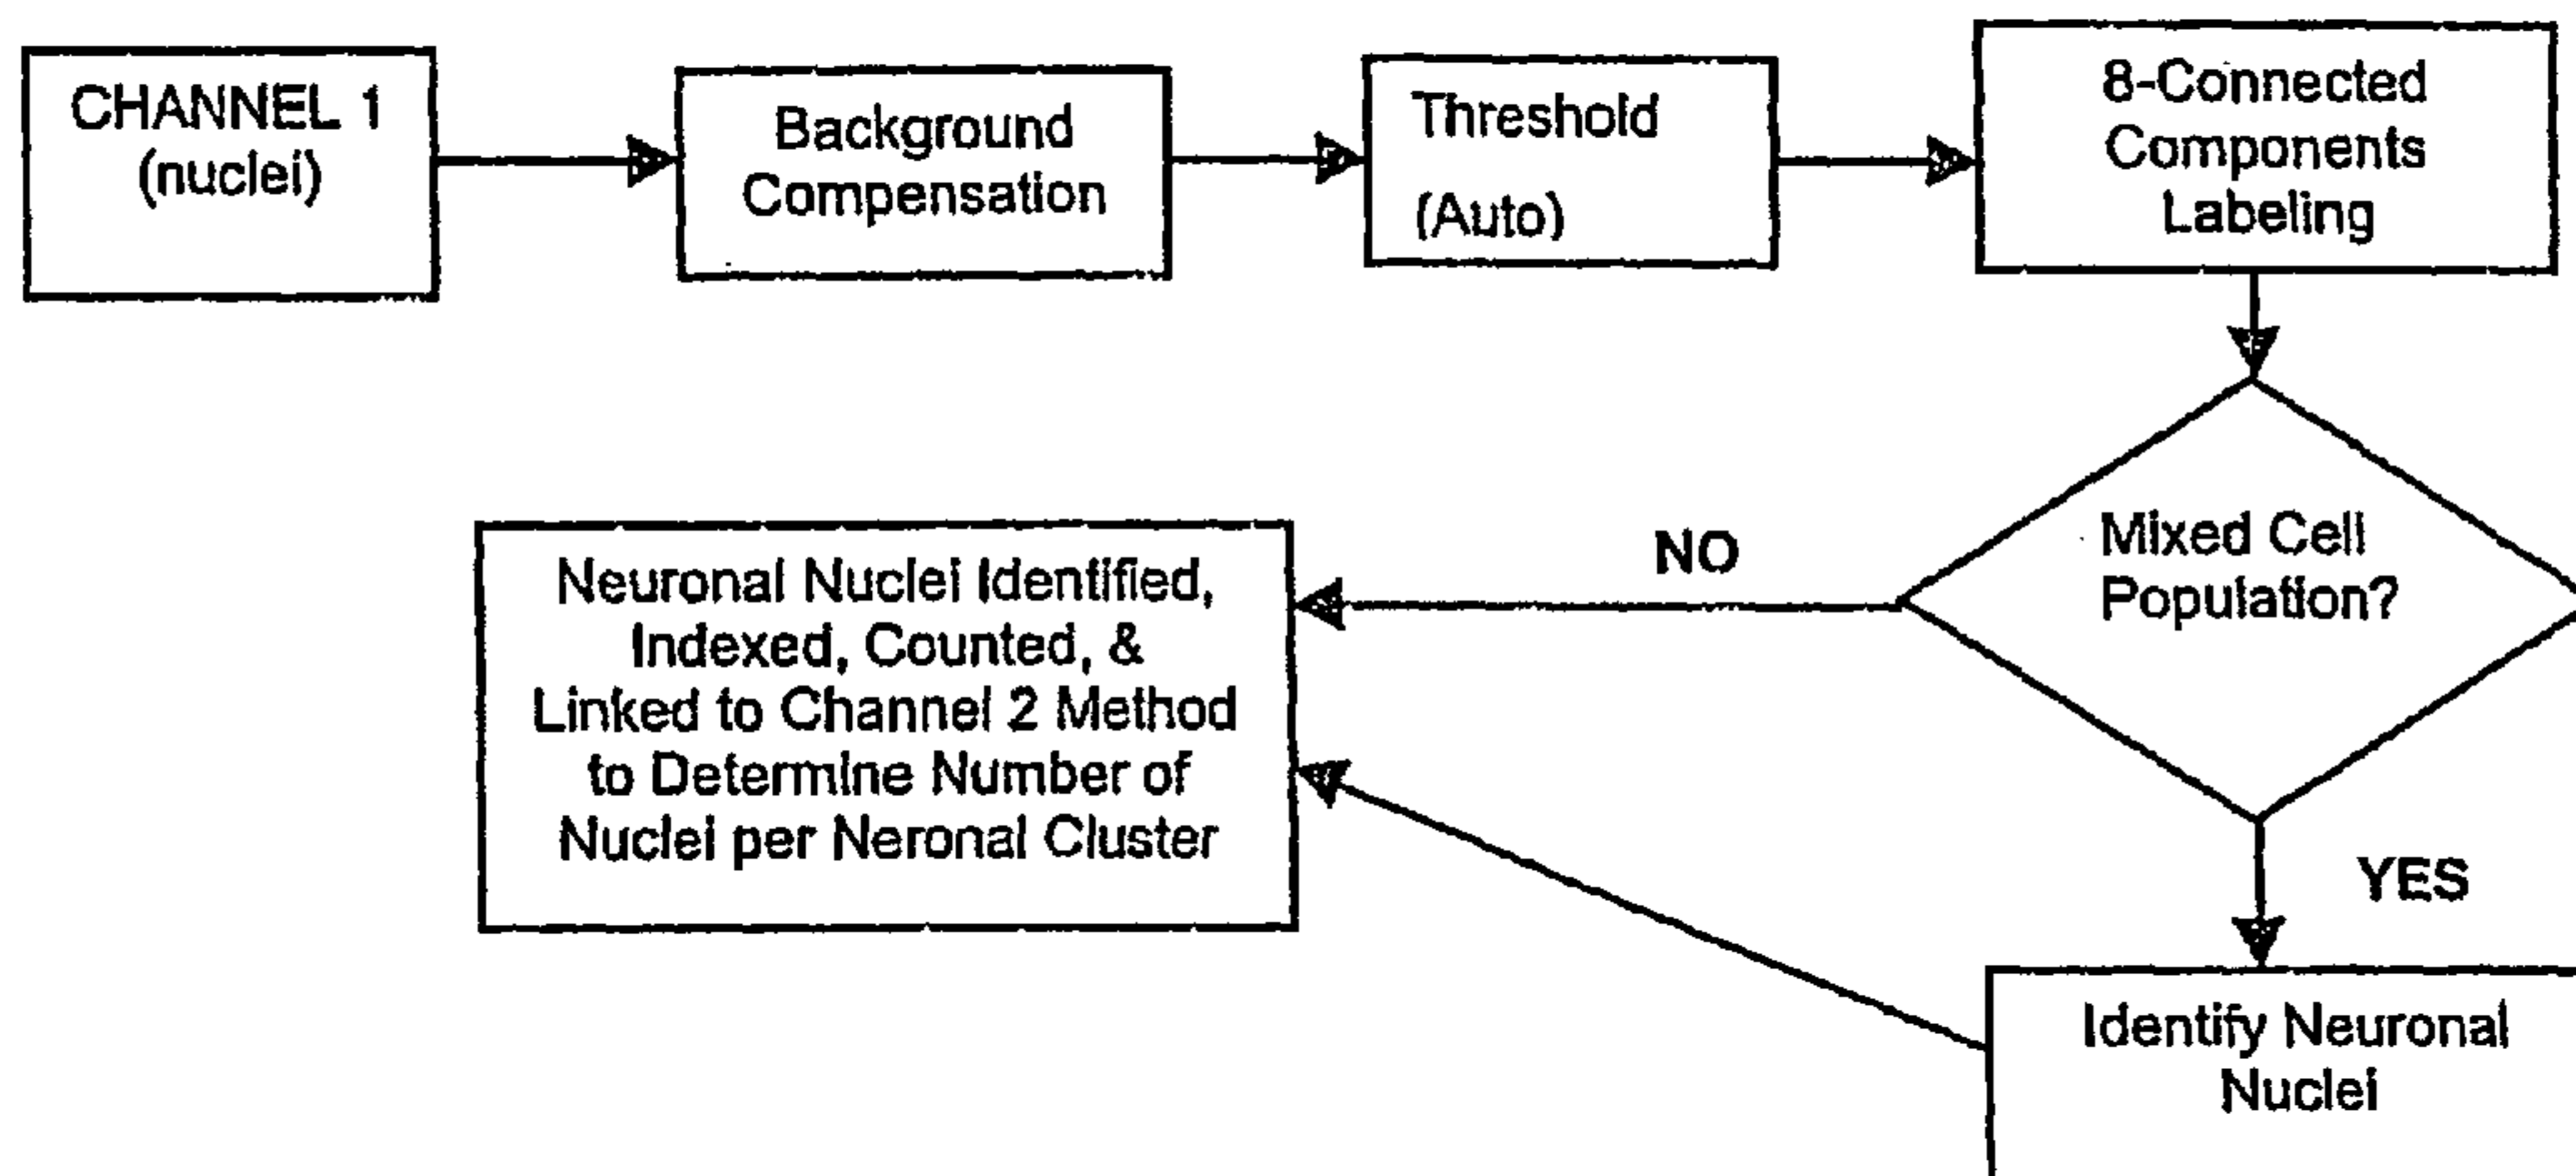 CHANNEL 1
(nuclei)
Background
Compensation
Threshold
(Auto)
8-Connected
Components
Labeling
Mixed Cell
Population?
NO
YES
Neuronal Nuclei Identified,
Indexed, Counted, &
Linked to Channel 2 Method
to Determine Number of
Nuclei per Neronal Cluster
Identify Neuronal
Nuclei